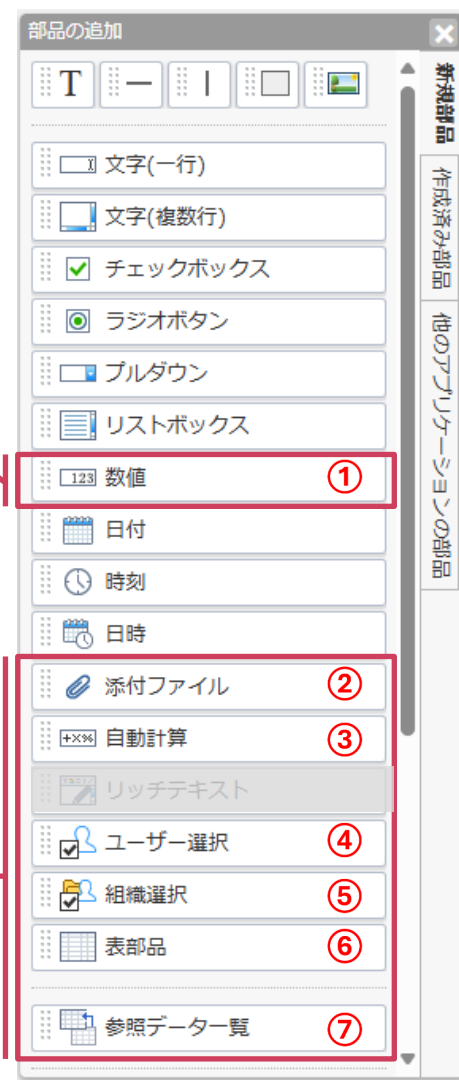 部品の追加
T
文字(一行)
文字(複数行)
チェックボックス
ラジオボタン
プルダウン
リストボックス
123 数値 ①
日付
時刻
日時
添付ファイル ②
+×% 自動計算 ③
リッチテキスト
ユーザー選択 ④
組織選択 ⑤
表部品 ⑥
参照データ一覧 ⑦
新規部品
作成済み部品
他のアプリケーションの部品